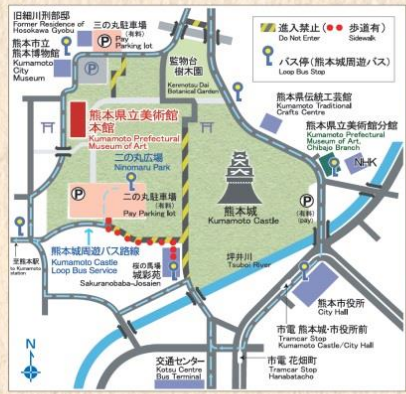 旧細川刑部邸
Former Residence of
Hosokawa Gyobu
三の丸駐車場
(有料)
Pay
Parking lot
P
監物台
樹木園
Kenmotsu Dai
Botanical Garden
進入禁止
Do Not Enter
(歩道有)
Sidewalk
バス停(熊本城周遊バス)
Loop Bus Stop
熊本市立
熊本博物館
Kumamoto
City
Museum
P
熊本県立美術館
本館
Kumamoto Prefectural
Museum of Art
熊本県伝統工芸館
Kumamoto Traditional
Crafts Centre
熊本県立美術館分館
Kumamoto Prefectural
Museum of Art,
Chibajo Branch
NHK
二の丸広場
Ninomaru Park
P
二の丸駐車場
(有料)
Pay Parking lot
熊本城
Kumamoto Castle
P
(有料)
(pay)
熊本城周遊バス路線
Kumamoto Castle
Loop Bus Service
桜の馬場
城彩苑
Sakuranobaba-Josaien
坪井川
Tsuboi River
至熊本駅
to Kumamoto
station
熊本市役所
City Hall
市電 熊本城・市役所前
Tramcar Stop
Kumamoto Castle/City Hall
交通センター
Kotsu Centre
Bus Terminal
市電 花畑町
Tramcar Stop
Hanabatacho
N